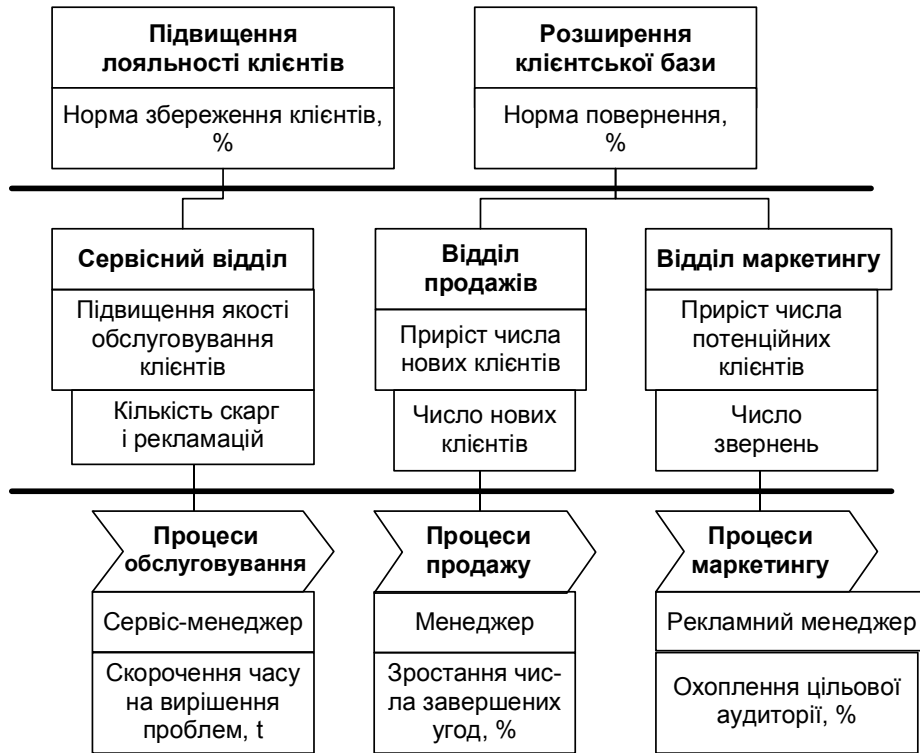 Підвищення
лояльності клієнтів
Норма збереження клієнтів,
%
Розширення
клієнтської бази
Норма повернення,
%
Сервісний відділ
Підвищення якості
обслуговування
клієнтів
Кількість скарг
і рекламацій
Відділ
продажів
Приріст числа
нових клієнтів
Число нових
клієнтів
Відділ маркетингу
Приріст числа
потенційних
клієнтів
Число
звернень
Процеси
обслуговування
Сервіс-менеджер
Скорочення часу
на вирішення
проблем, t
Процеси
продажу
Менеджер
Зростання чис-
ла завершених
угод, %
Процеси
маркетингу
Рекламний менеджер
Охоплення цільової
аудиторії, %